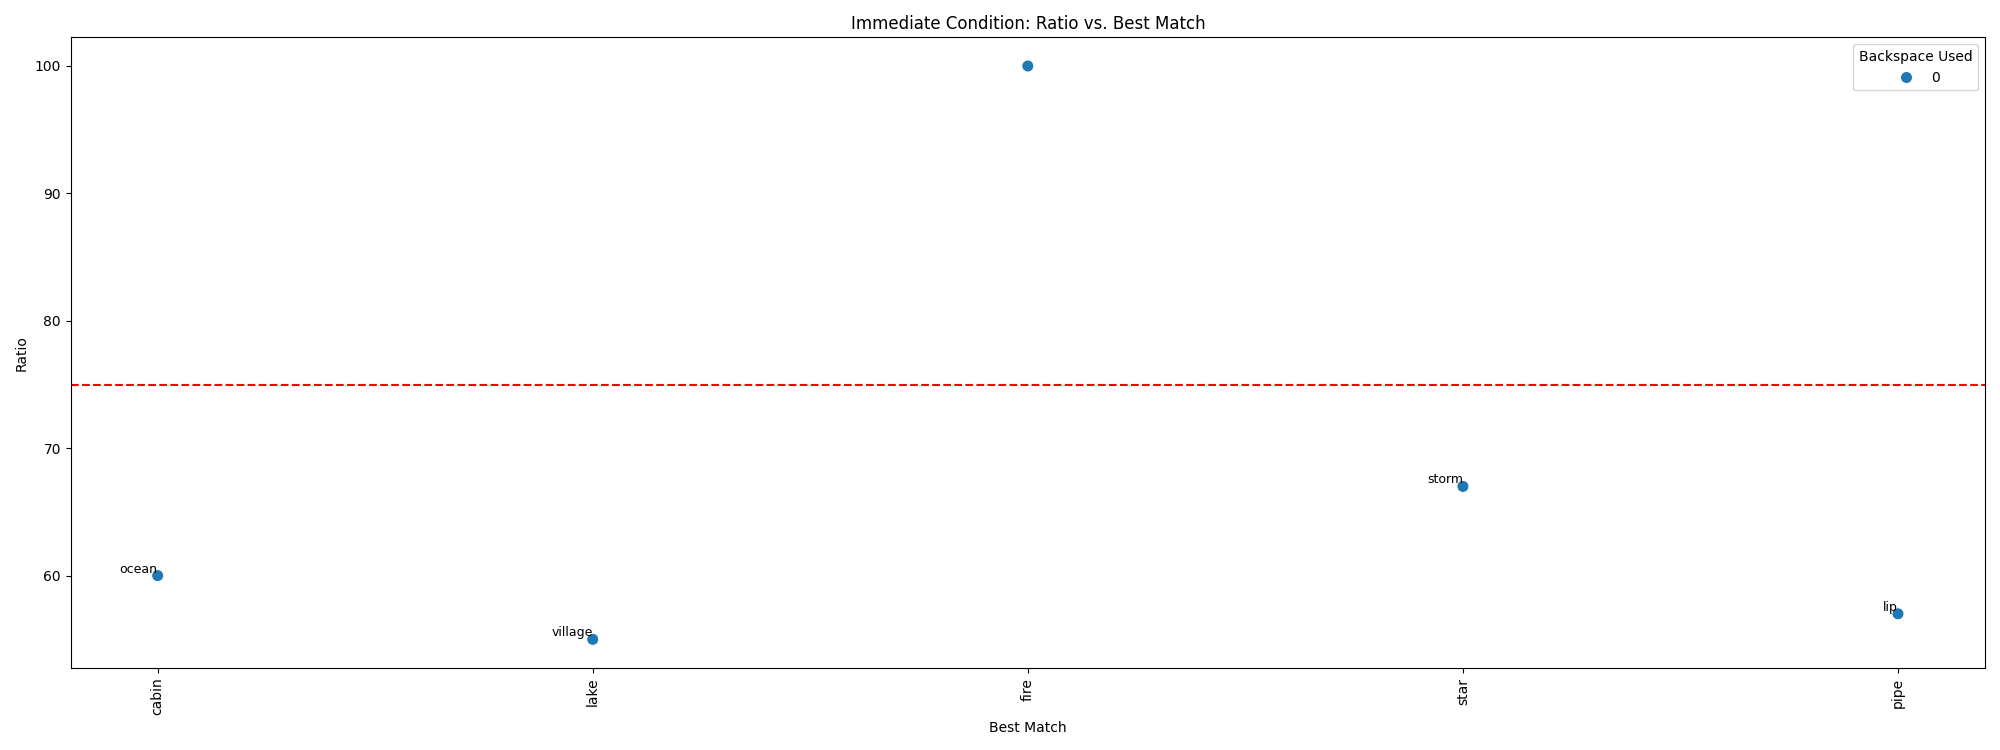 Immediate Condition: Ratio vs. Best Match
Backspace Used
0
100
90
80
70
60
Ratio
storm
ocean
lip
village
cabin
lake
fire
star
pipe
Best Match